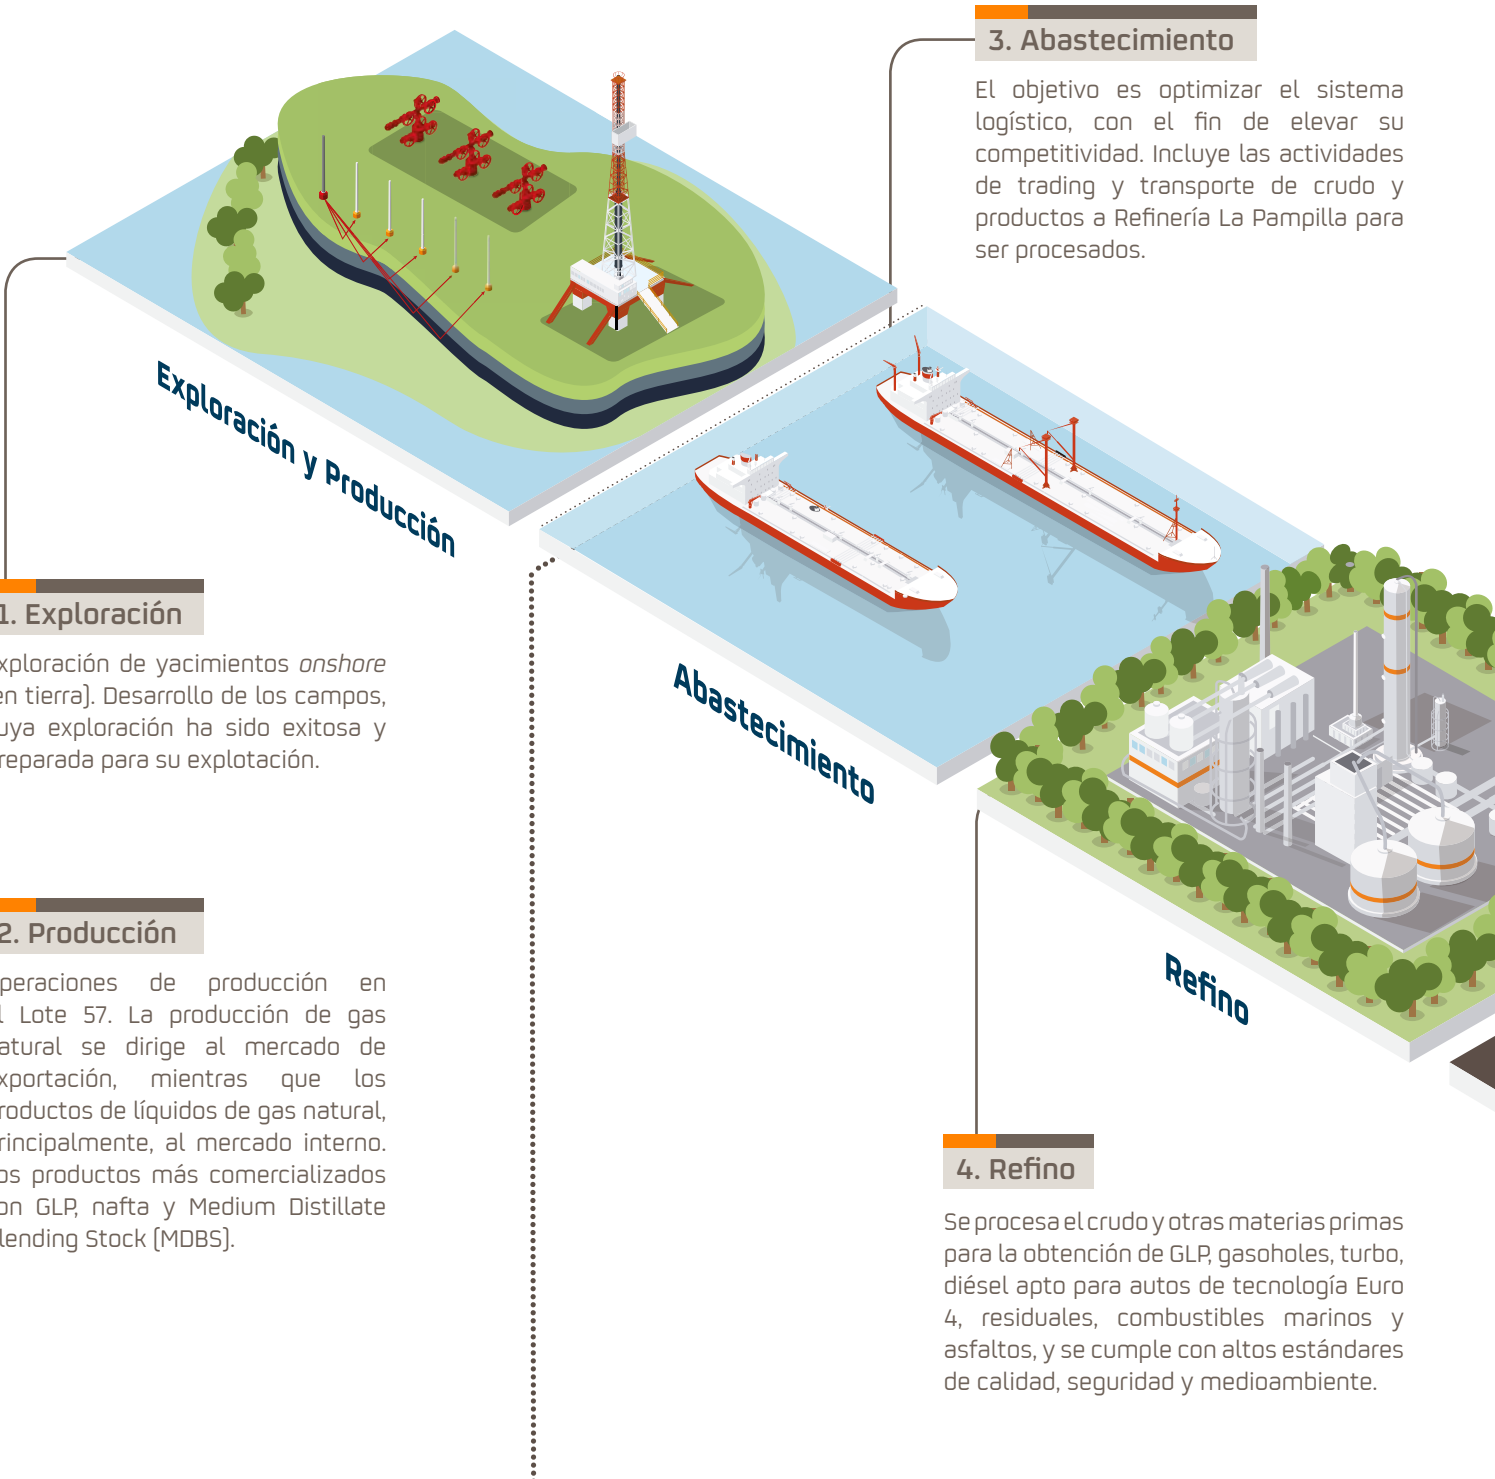 3. Abastecimiento
El objetivo es optimizar el sistema
logístico, con el fin de elevar su
competitividad. Incluye las actividades
de trading y transporte de crudo y
productos a Refinería La Pampilla para
ser procesados.
Exploración y Producción
1. Exploración
xploración de yacimientos onshore
en tierra). Desarrollo de los campos,
uya exploración ha sido exitosa y
reparada para su explotación.
Abastecimiento
2. Producción
peraciones de producción en
l Lote 57. La producción de gas
atural se dirige al mercado de
xportación, mientras que los
roductos de líquidos de gas natural,
rincipalmente, al mercado interno.
os productos más comercializados
on GLP, nafta y Medium Distillate
lending Stock (MDBS).
Refino
4. Refino
Se procesa el crudo y otras materias primas
para la obtención de GLP, gasoholes, turbo,
diésel apto para autos de tecnología Euro
4, residuales, combustibles marinos y
asfaltos, y se cumple con altos estándares
de calidad, seguridad y medioambiente.